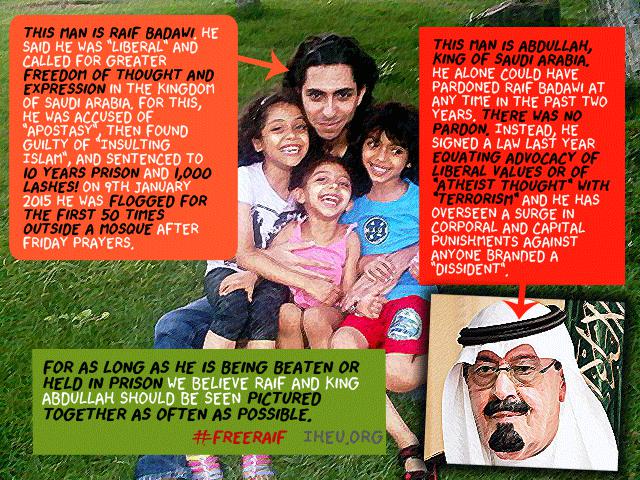 THIS MAN IS RAIF BADAWI. HE
SAID HE WAS "LIBERAL" AND
CALLED FOR GREATER
FREEDOM OF THOUGHT AND
EXPRESSION IN THE KINGDOM
OF SAUDI ARABIA. FOR THIS,
HE WAS ACCUSED OF
"APOSTASY", THEN FOUND
GUILTY OF "INSULTING
ISLAM", AND SENTENCED TO
10 YEARS PRISON AND 1,000
LASHES! ON 9TH JANUARY
2015 HE WAS FLOGGED FOR
THE FIRST 50 TIMES
OUTSIDE A MOSQUE AFTER
FRIDAY PRAYERS.
THIS MAN IS ABDULLAH,
KING OF SAUDI ARABIA.
HE ALONE COULD HAVE
PARDONED RAIF BADAWI AT
ANY TIME IN THE PAST TWO
YEARS. THERE WAS NO
PARDON. INSTEAD, HE
SIGNED A LAW LAST YEAR
EQUATING ADVOCACY OF
LIBERAL VALUES OR OF
"ATHEIST THOUGHT" WITH
"TERRORISM" AND HE HAS
OVERSEEN A SURGE IN
CORPORAL AND CAPITAL
PUNISHMENTS AGAINST
ANYONE BRANDED A
"DISSIDENT".
FOR AS LONG AS HE IS BEING BEATEN OR
HELD IN PRISON WE BELIEVE RAIF AND KING
ABDULLAH SHOULD BE SEEN PICTURED
TOGETHER AS OFTEN AS POSSIBLE.
#FREERAIF IHEU.ORG